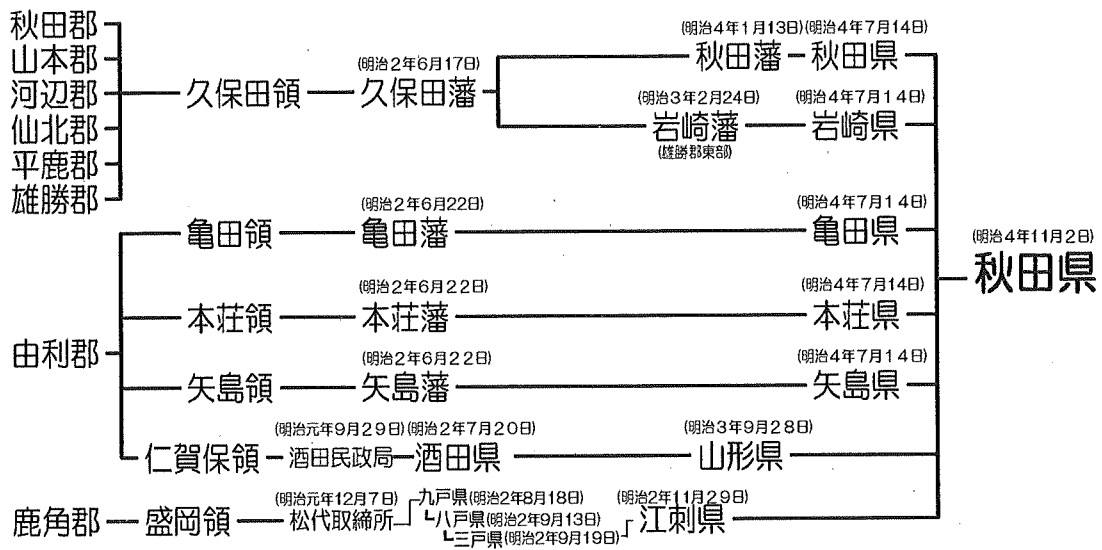 秋田郡
山本郡
河辺郡
仙北郡
平鹿郡
雄勝郡
久保田領
(明治2年6月17日)
久保田藩
(明治4年1月13日)
秋田藩
(明治4年7月14日)
秋田県
(明治3年2月24日)
岩崎藩
(雄勝郡東部)
(明治4年7月14日)
岩崎県
由利郡
亀田領
(明治2年6月22日)
亀田藩
(明治4年7月14日)
亀田県
本荘領
(明治2年6月22日)
本荘藩
(明治4年7月14日)
本荘県
矢島領
(明治2年6月22日)
矢島藩
(明治4年7月14日)
矢島県
仁賀保領
(明治元年9月29日)
酒田民政局
(明治2年7月20日)
酒田県
(明治3年9月28日)
山形県
鹿角郡
盛岡領
(明治元年12月7日)
松代取締所
九戸県(明治2年8月18日)
八戸県(明治2年9月13日)
三戸県(明治2年9月19日)
(明治2年11月29日)
江刺県
(明治4年11月2日)
秋田県